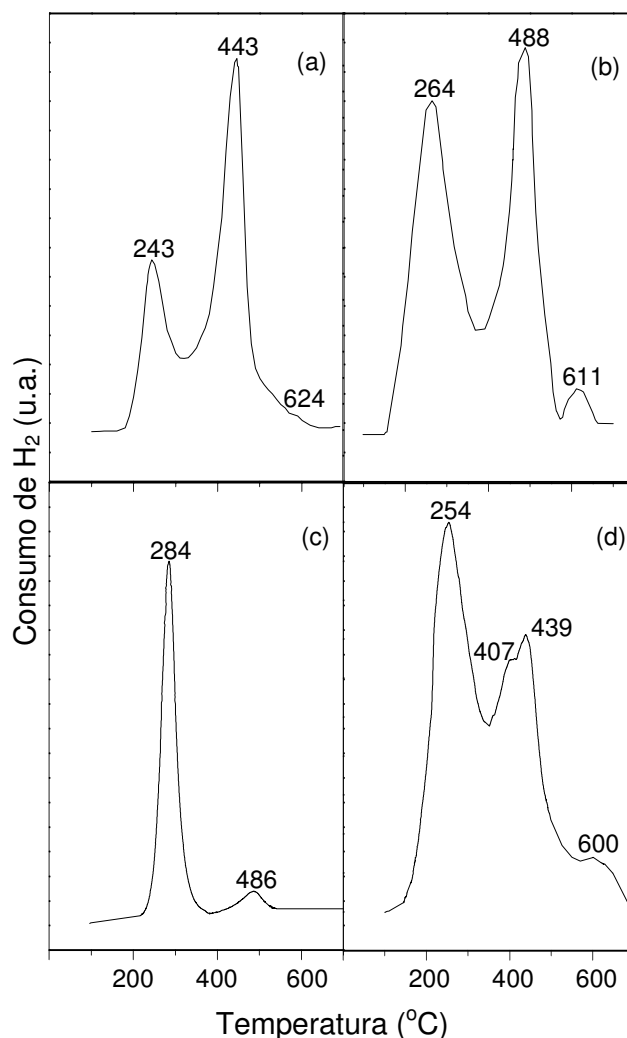 443
(a)
243
624
488
(b)
264
611
284
(c)
486
254
(d)
407
439
600
Consumo de H₂ (u.a.)
200 400 600
200 400 600
Temperatura (°C)